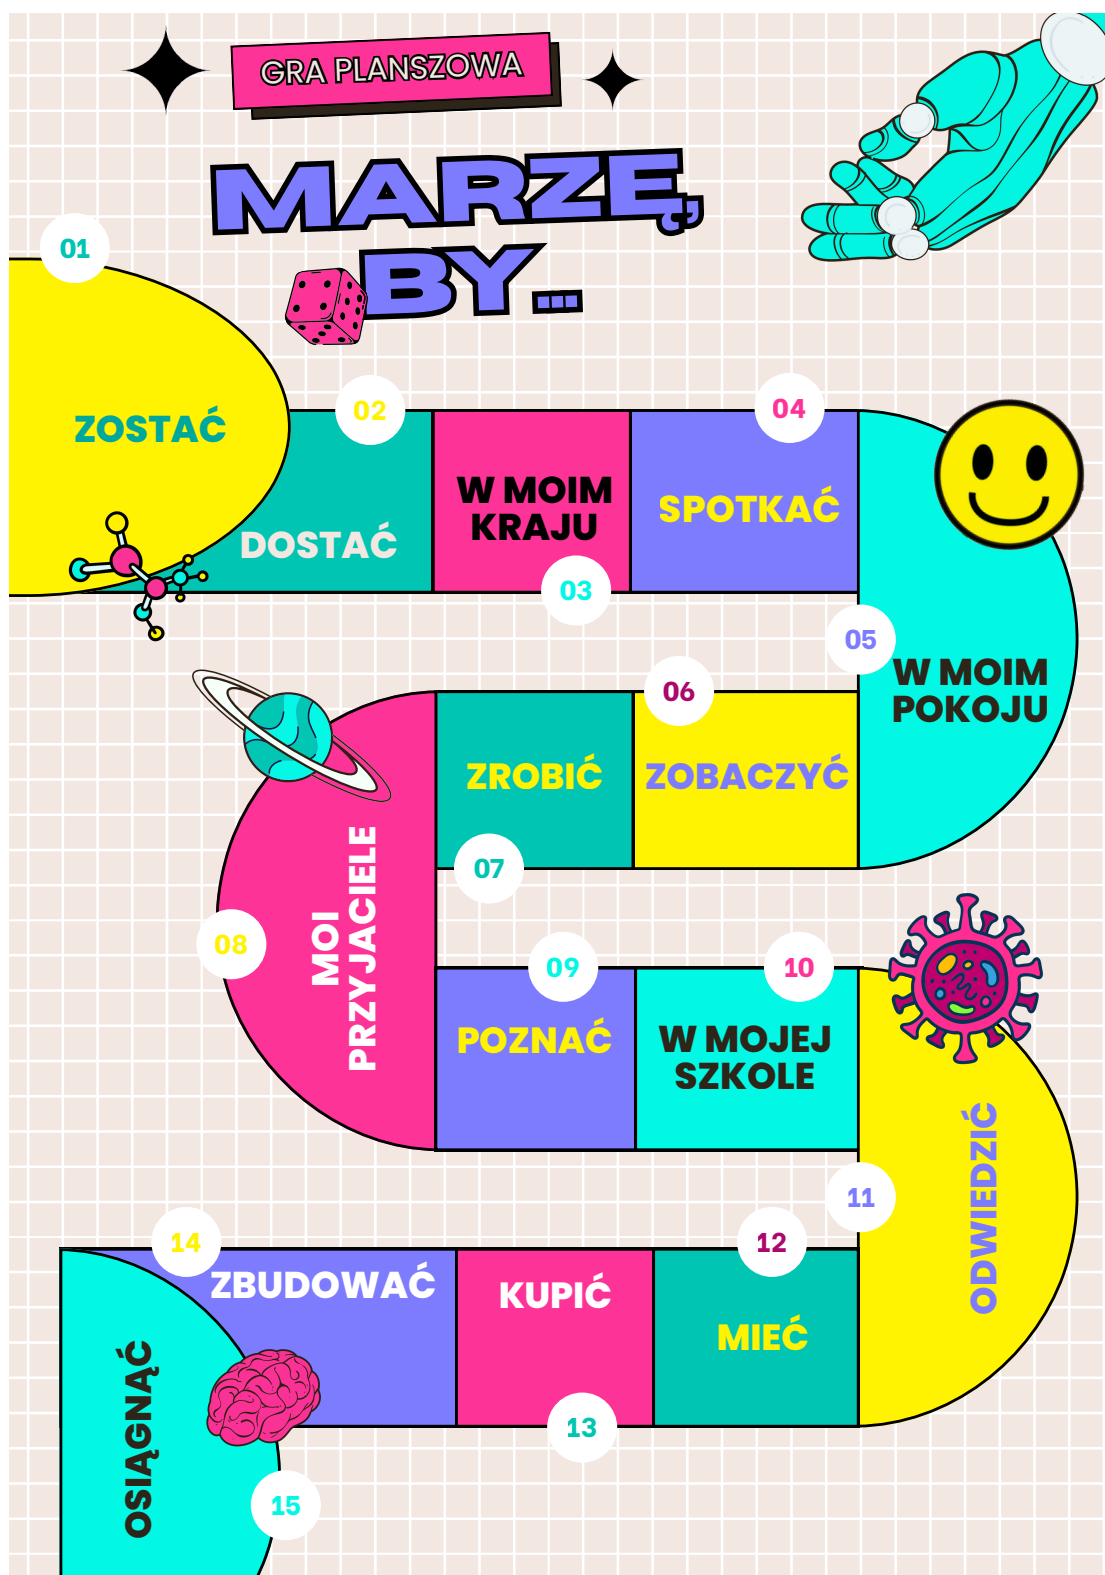 GRA PLANSZOWA
MARZĘ,
BY...
01
ZOSTAĆ
02
DOSTAĆ
W MOIM
KRAJU
03
04
SPOTKAĆ
05
W MOIM
POKOJU
06
ZOBACZYĆ
ZROBIĆ
07
08
MOI
PRZYJACIELE
09
POZNAĆ
10
W MOJEJ
SZKOLE
11
ODWIEDZIĆ
12
MIEĆ
KUPIĆ
13
14
ZBUDOWAĆ
OSIĄGNĄĆ
15